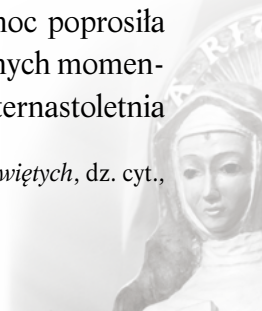 noc poprosiła
nych momen-
ternastoletnia
więtych, dz. cyt.,